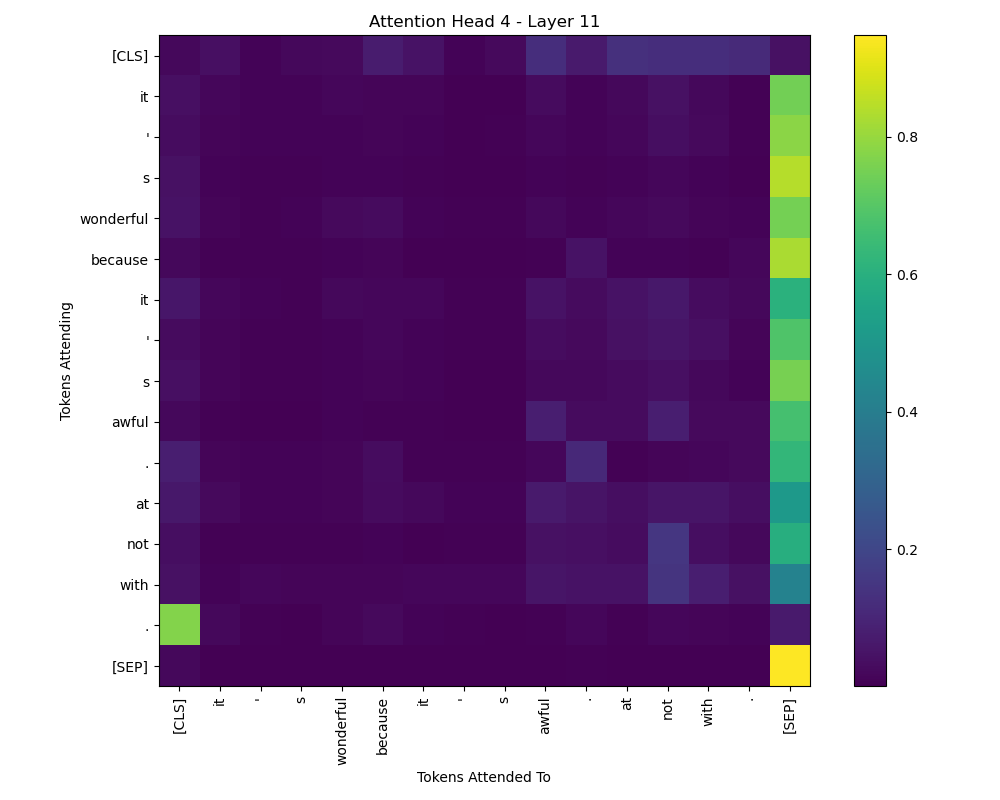 Attention Head 4 - Layer 11
[CLS]
it
'
s
wonderful
because
it
'
s
awful
.
at
not
with
.
[SEP]
Tokens Attending
[CLS]
it
'
s
wonderful
because
it
'
s
awful
.
at
not
with
.
[SEP]
Tokens Attended To
0.8
0.6
0.4
0.2